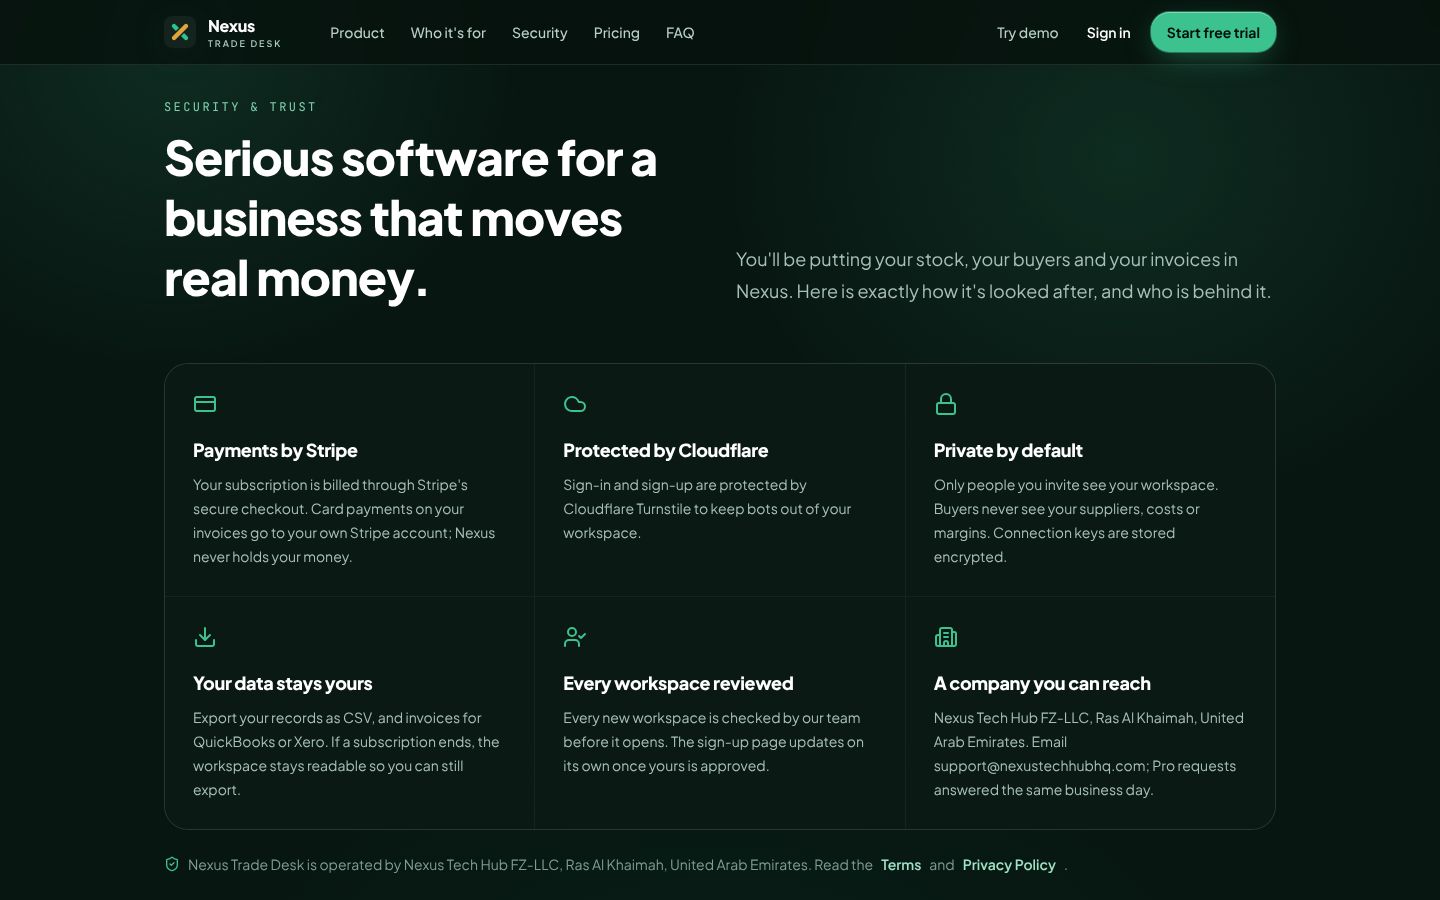 Nexus
TRADE DESK
Product
Who it's for
Security
Pricing
FAQ
Try demo
Sign in
Start free trial
SECURITY & TRUST
Serious software for a
business that moves
real money.
You'll be putting your stock, your buyers and your invoices in
Nexus. Here is exactly how it's looked after, and who is behind it.
Payments by Stripe
Your subscription is billed through Stripe's
secure checkout. Card payments on your
invoices go to your own Stripe account; Nexus
never holds your money.
Protected by Cloudflare
Sign-in and sign-up are protected by
Cloudflare Turnstile to keep bots out of your
workspace.
Private by default
Only people you invite see your workspace.
Buyers never see your suppliers, costs or
margins. Connection keys are stored
encrypted.
Your data stays yours
Export your records as CSV, and invoices for
QuickBooks or Xero. If a subscription ends, the
workspace stays readable so you can still
export.
Every workspace reviewed
Every new workspace is checked by our team
before it opens. The sign-up page updates on
its own once yours is approved.
A company you can reach
Nexus Tech Hub FZ-LLC, Ras Al Khaimah, United
Arab Emirates. Email
support@nexustechhubhq.com; Pro requests
answered the same business day.
Nexus Trade Desk is operated by Nexus Tech Hub FZ-LLC, Ras Al Khaimah, United Arab Emirates. Read the Terms and Privacy Policy .